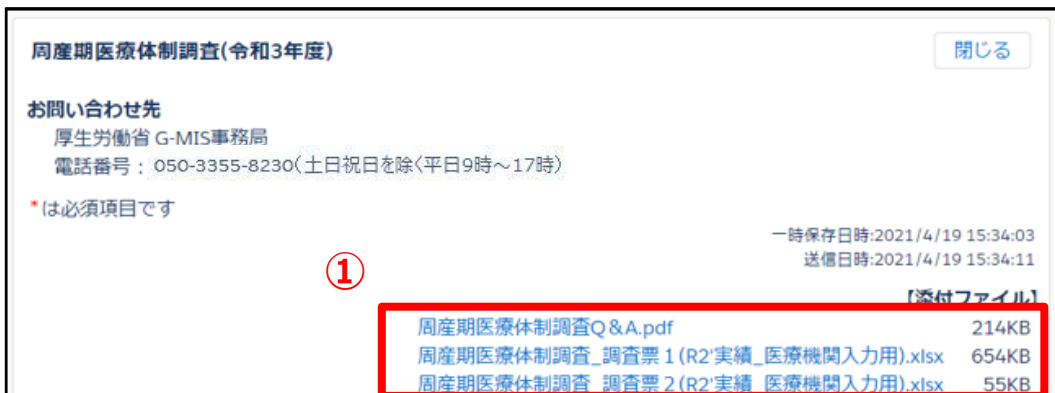 周産期医療体制調査(令和3年度)
閉じる
お問い合わせ先
厚生労働省 G-MIS事務局
電話番号： 050-3355-8230(土日祝日を除く平日9時～17時)
*は必須項目です
一時保存日時:2021/4/19 15:34:03
送信日時:2021/4/19 15:34:11
①
【添付ファイル】
周産期医療体制調査Q&A.pdf 214KB
周産期医療体制調査_調査票１(R2'実績_医療機関入力用).xlsx 654KB
周産期医療体制調査_調査票２(R2'実績_医療機関入力用).xlsx 55KB